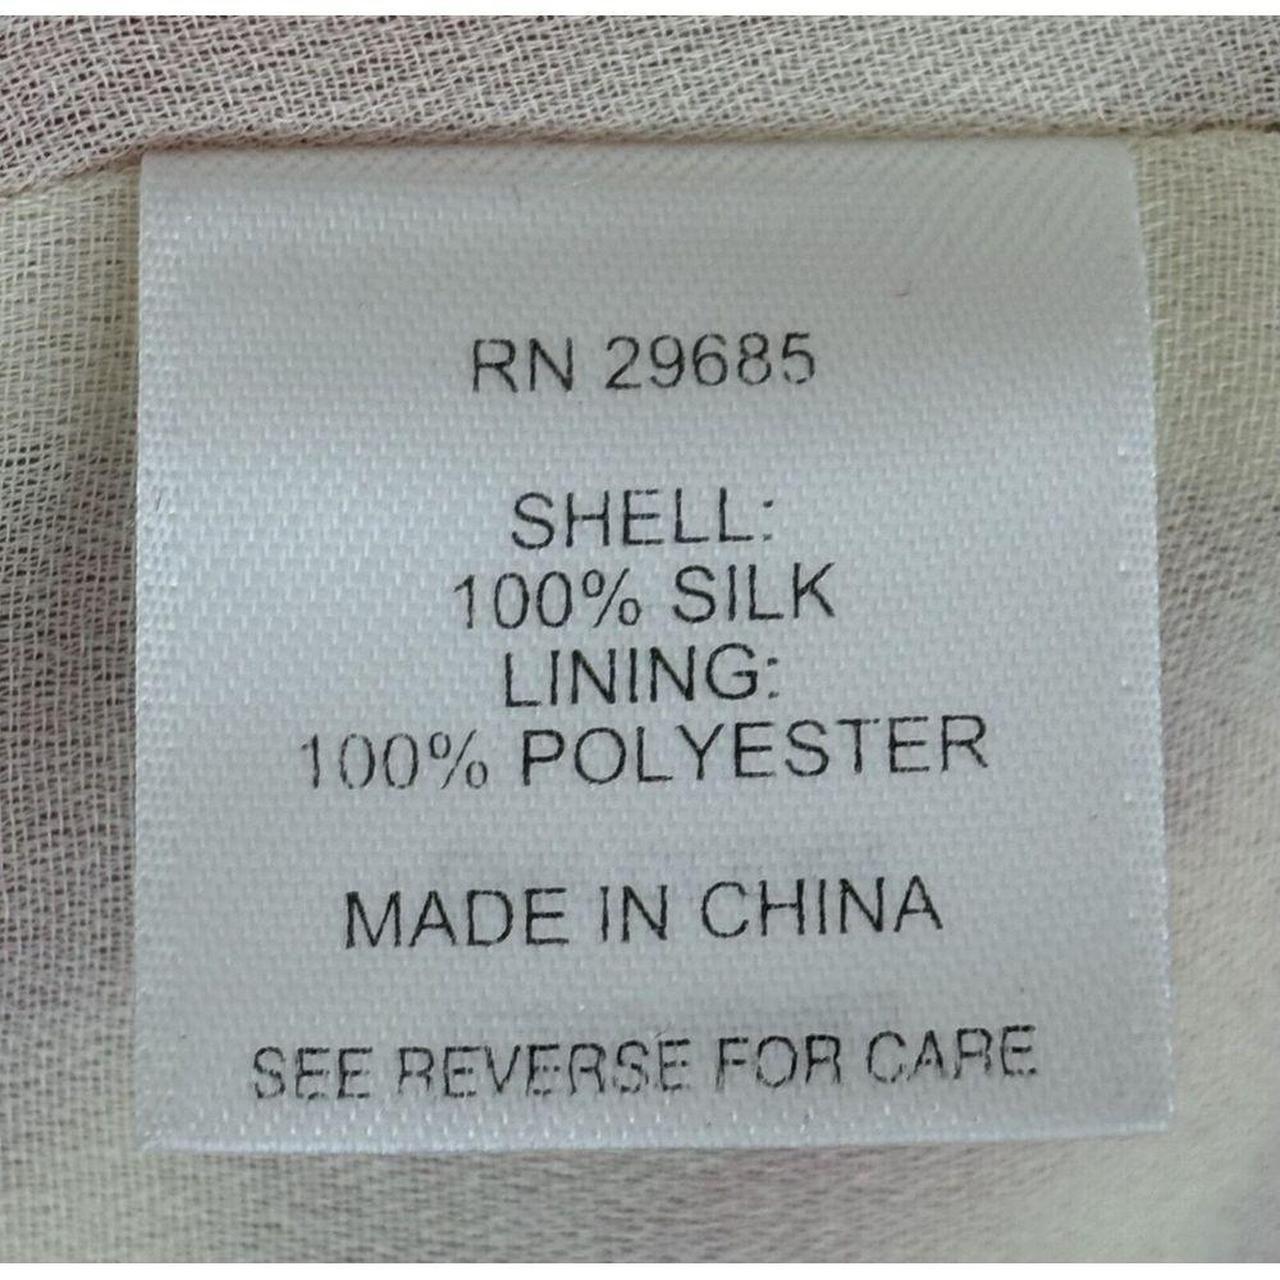 RN 29685
SHELL:
100% SILK
LINING:
100% POLYESTER
MADE IN CHINA
SEE REVERSE FOR CARE